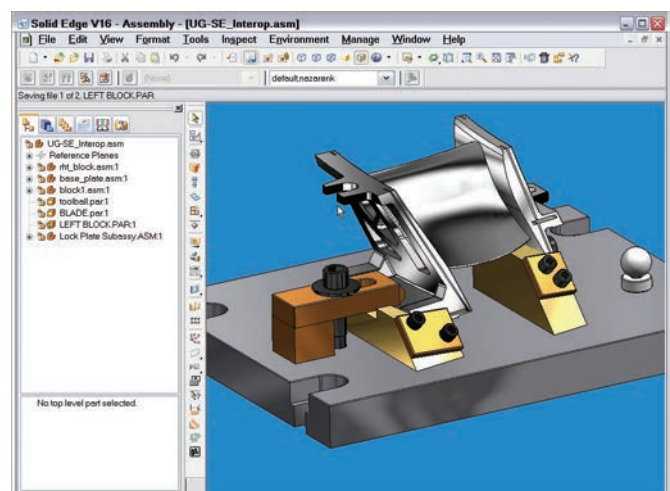 Solid Edge V16 - Assembly - [UG-SE_Interop.asm]
File Edit View Format Tools Inspect Environment Manage Window Help
(None) default,nazarenk
Saving file 1 of 2, LEFT BLOCK.PAR
UG-SE_Interop.asm
Reference Planes
rht_block.asm:1
base_plate.asm:1
block1.asm:1
toolball.par:1
BLADE.par:1
LEFT BLOCK.PAR:1
Lock Plate Subassy.ASM:1
No top level part selected.